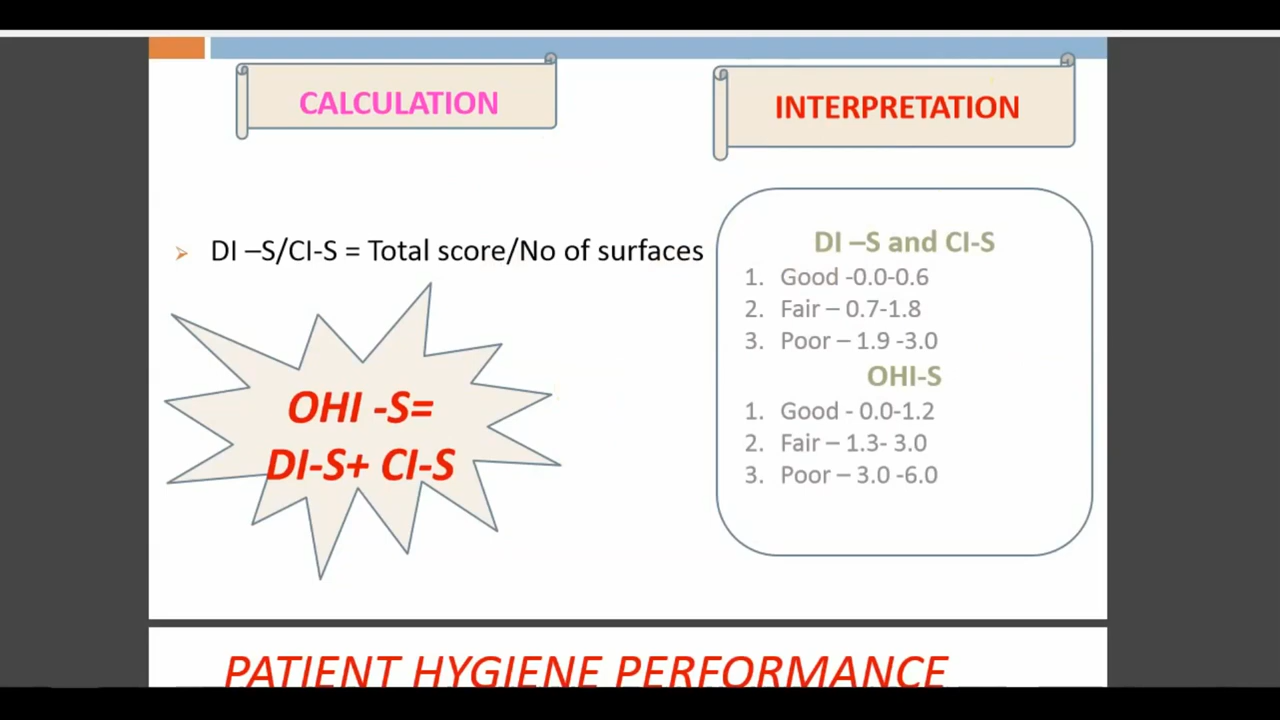 CALCULATION
INTERPRETATION
➢ DI –S/CI-S = Total score/No of surfaces
OHI -S=
DI-S+ CI-S
DI –S and CI-S
1. Good -0.0-0.6
2. Fair – 0.7-1.8
3. Poor – 1.9 -3.0
OHI-S
1. Good - 0.0-1.2
2. Fair – 1.3- 3.0
3. Poor – 3.0 -6.0
PATIENT HYGIENE PERFORMANCE